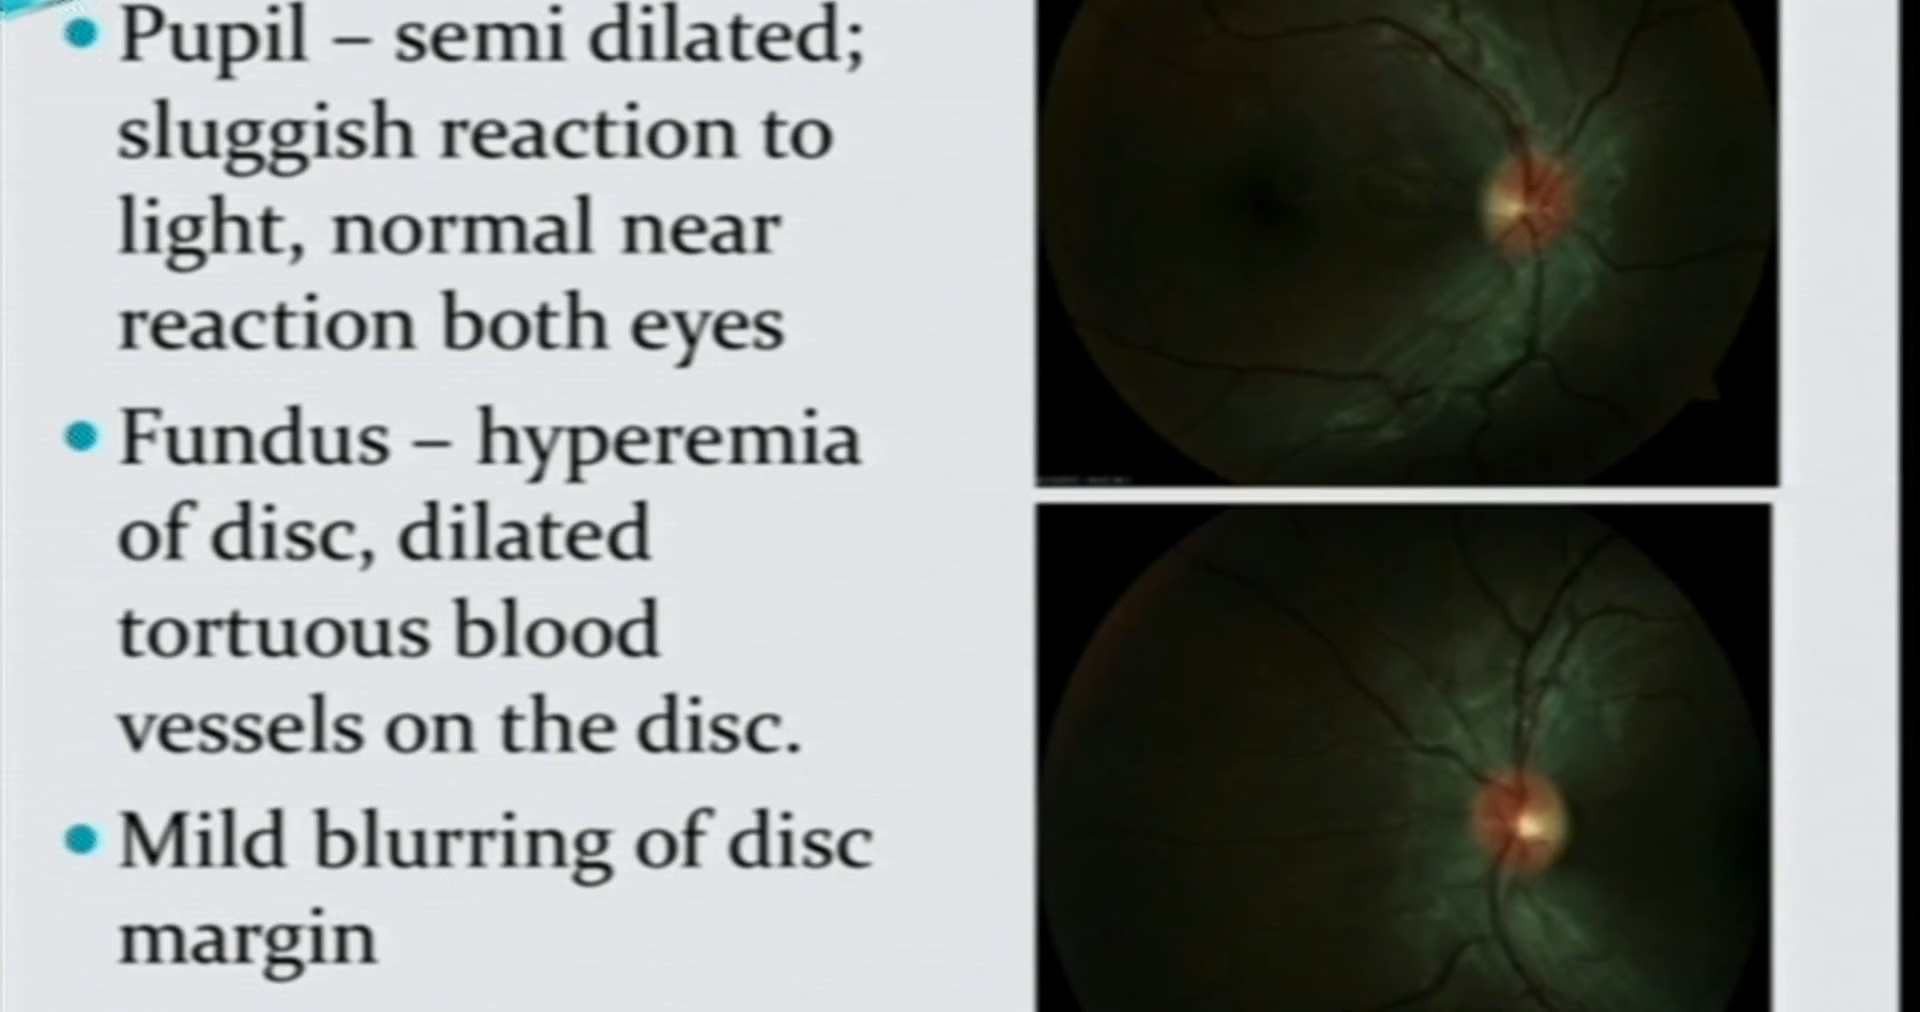 Pupil – semi dilated;
sluggish reaction to
light, normal near
reaction both eyes
Fundus – hyperemia
of disc, dilated
tortuous blood
vessels on the disc.
Mild blurring of disc
margin